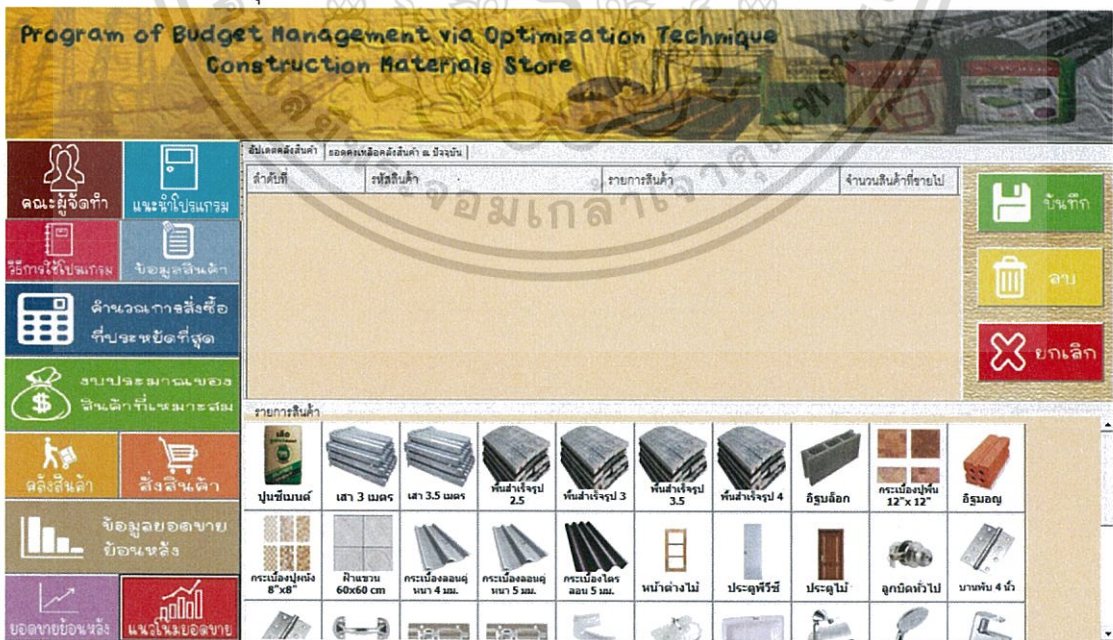 Program of Budget Management via Optimization Technique
Construction Materials Store
คณะผู้จัดทำ
แนะนำโปรแกรม
วิธีการใช้โปรแกรม
ข้อมูลสินค้า
คำนวณการสั่งซื้อ
ที่ประหยัดที่สุด
งบประมาณของ
สินค้าที่เหมาะสม
คลังสินค้า
สั่งสินค้า
ข้อมูลยอดขาย
ย้อนหลัง
ยอดขายย้อนหลัง
แนวโน้มยอดขาย
อัปเดตคลังสินค้า
ยอดคงเหลือคลังสินค้า ณ ปัจจุบัน
ลำดับที่ รหัสสินค้า รายการสินค้า จำนวนสินค้าที่ขายไป
บันทึก
ลบ
ยกเลิก
รายการสินค้า
เสือ
ปูนซีเมนต์
เสา 3 เมตร
เสา 3.5 เมตร
พื้นสำเร็จรูป
2.5
พื้นสำเร็จรูป 3
พื้นสำเร็จรูป
3.5
พื้นสำเร็จรูป 4
อิฐบล็อก
กระเบื้องปูพื้น
12"x 12"
อิฐมอญ
กระเบื้องปูผนัง
8"x8"
ฝ้าแขวน
60x60 cm
กระเบื้องลอนคู่
หนา 4 มม.
กระเบื้องลอนคู่
หนา 5 มม.
กระเบื้องไตร
ลอน 5 มม.
หน้าต่างไม้
ประตูพีวีซี
ประตูไม้
ลูกบิดทั่วไป
บานพับ 4 นิ้ว